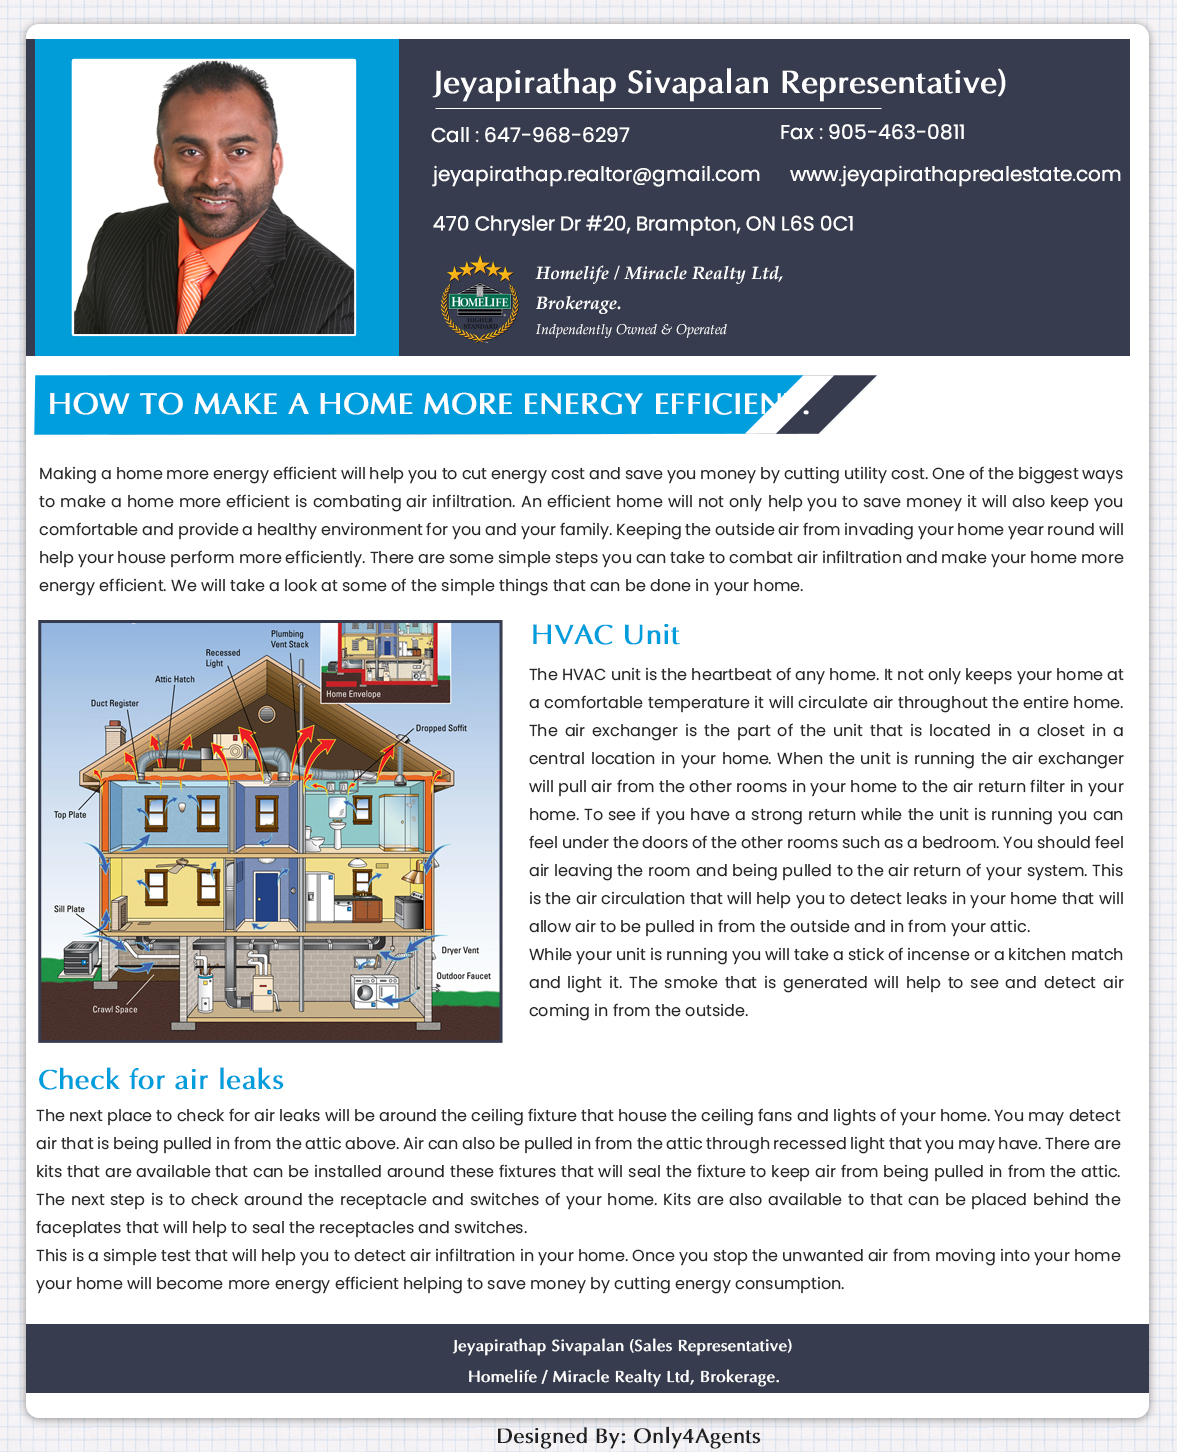 Jeyapirathap Sivapalan Representative)
Call : 647-968-6297
Fax : 905-463-0811
jeyapirathap.realtor@gmail.com
www.jeyapirathaprealestate.com
470 Chrysler Dr #20, Brampton, ON L6S 0C1
HOMELIFE
HIGHER
STANDARDS
Homelife / Miracle Realty Ltd,
Brokerage.
Indpendently Owned & Operated
HOW TO MAKE A HOME MORE ENERGY EFFICIENT.
Making a home more energy efficient will help you to cut energy cost and save you money by cutting utility cost. One of the biggest ways
to make a home more efficient is combating air infiltration. An efficient home will not only help you to save money it will also keep you
comfortable and provide a healthy environment for you and your family. Keeping the outside air from invading your home year round will
help your house perform more efficiently. There are some simple steps you can take to combat air infiltration and make your home more
energy efficient. We will take a look at some of the simple things that can be done in your home.
Plumbing
Vent Stack
Recessed
Light
Attic Hatch
Duct Register
Home Envelope
Dropped Soffit
Top Plate
Sill Plate
Dryer Vent
Outdoor Faucet
Crawl Space
HVAC Unit
The HVAC unit is the heartbeat of any home. It not only keeps your home at
a comfortable temperature it will circulate air throughout the entire home.
The air exchanger is the part of the unit that is located in a closet in a
central location in your home. When the unit is running the air exchanger
will pull air from the other rooms in your home to the air return filter in your
home. To see if you have a strong return while the unit is running you can
feel under the doors of the other rooms such as a bedroom. You should feel
air leaving the room and being pulled to the air return of your system. This
is the air circulation that will help you to detect leaks in your home that will
allow air to be pulled in from the outside and in from your attic.
While your unit is running you will take a stick of incense or a kitchen match
and light it. The smoke that is generated will help to see and detect air
coming in from the outside.
Check for air leaks
The next place to check for air leaks will be around the ceiling fixture that house the ceiling fans and lights of your home. You may detect
air that is being pulled in from the attic above. Air can also be pulled in from the attic through recessed light that you may have. There are
kits that are available that can be installed around these fixtures that will seal the fixture to keep air from being pulled in from the attic.
The next step is to check around the receptacle and switches of your home. Kits are also available to that can be placed behind the
faceplates that will help to seal the receptacles and switches.
This is a simple test that will help you to detect air infiltration in your home. Once you stop the unwanted air from moving into your home
your home will become more energy efficient helping to save money by cutting energy consumption.
Jeyapirathap Sivapalan (Sales Representative)
Homelife / Miracle Realty Ltd, Brokerage.
Designed By: Only4Agents